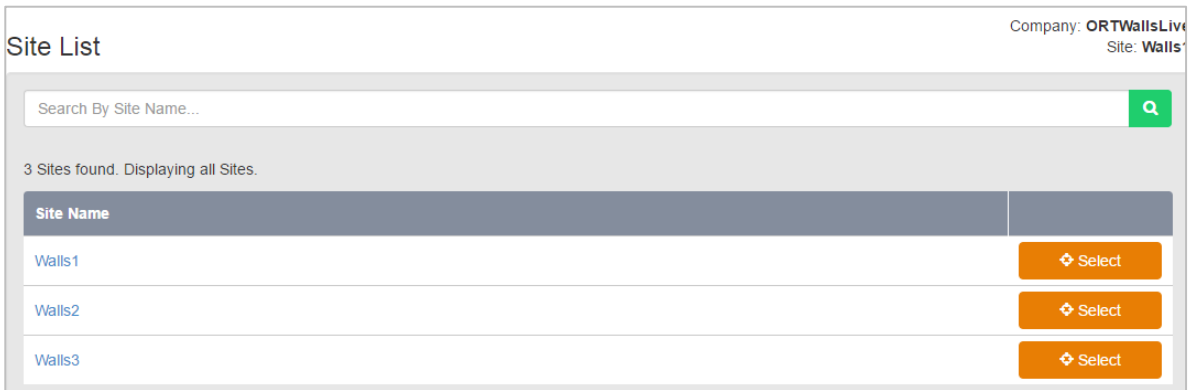 Company: ORTWallsLive
Site List
Site: Walls1
Search By Site Name...
3 Sites found. Displaying all Sites.
Site Name
Walls1
Select
Walls2
Select
Walls3
Select